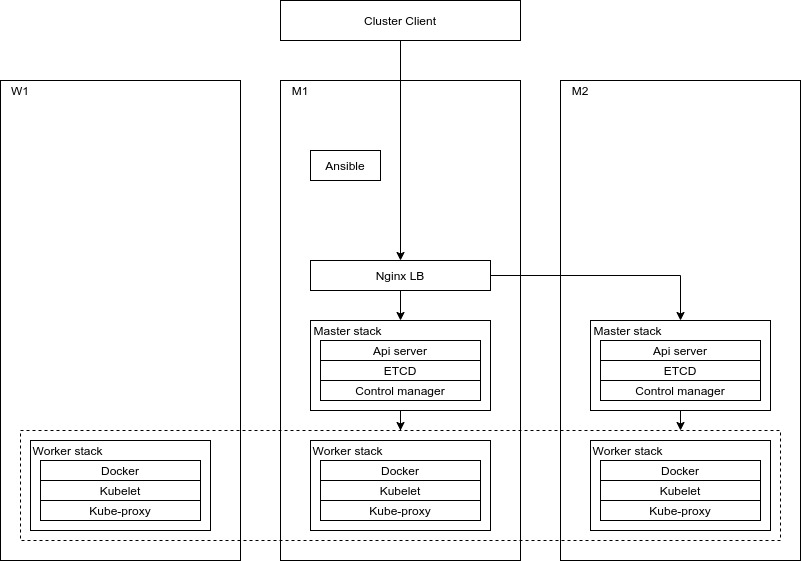 Cluster Client
W1
M1
M2
Ansible
Nginx LB
Master stack
Api server
ETCD
Control manager
Master stack
Api server
ETCD
Control manager
Worker stack
Docker
Kubelet
Kube-proxy
Worker stack
Docker
Kubelet
Kube-proxy
Worker stack
Docker
Kubelet
Kube-proxy